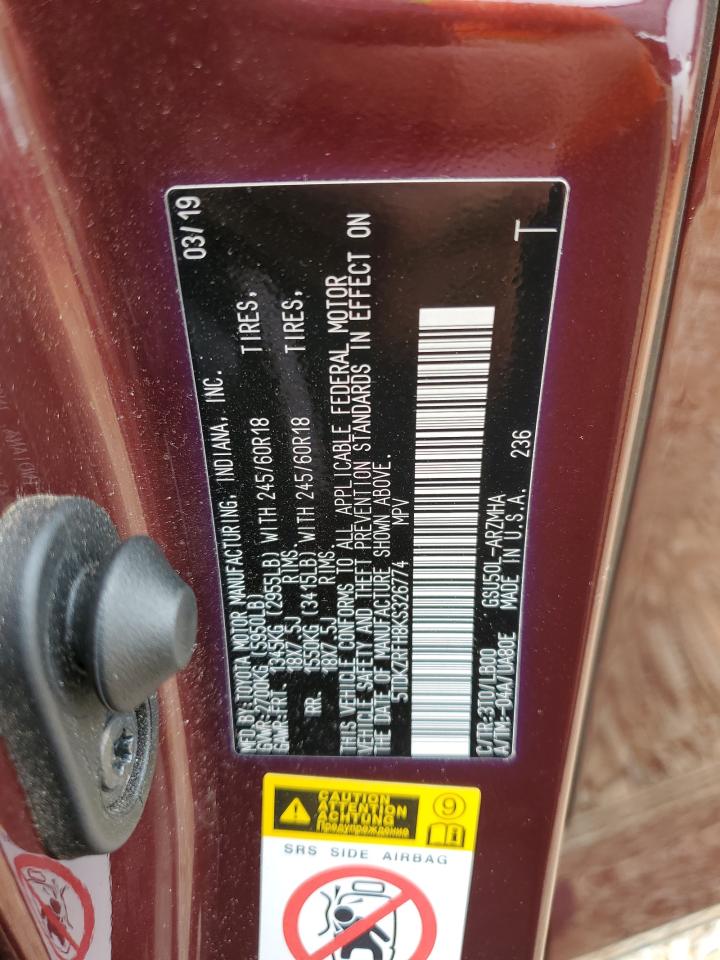 MFD.BY:TOYOTA MOTOR MANUFACTURING, INDIANA, INC. 03/19
GVWR:2700KG (5950LB)
GAWR:FRT. 1345KG (2955LB) WITH 245/60R18 TIRES,
18X7.5J RIMS,
RR. 1550KG (3415LB) WITH 245/60R18 TIRES,
18X7.5J RIMS,
THIS VEHICLE CONFORMS TO ALL APPLICABLE FEDERAL MOTOR
VEHICLE SAFETY AND THEFT PREVENTION STANDARDS IN EFFECT ON
THE DATE OF MANUFACTURE SHOWN ABOVE.
5TDKZRFH8KS326774 MPV
C/TR:3T0/LB00 GSU50L-ARZMHA
A/TM:-04A/UA80E MADE IN U.S.A. 236 T
CAUTION
ATTENTION
ACHTUNG
Предупреждение
9
SRS SIDE AIRBAG